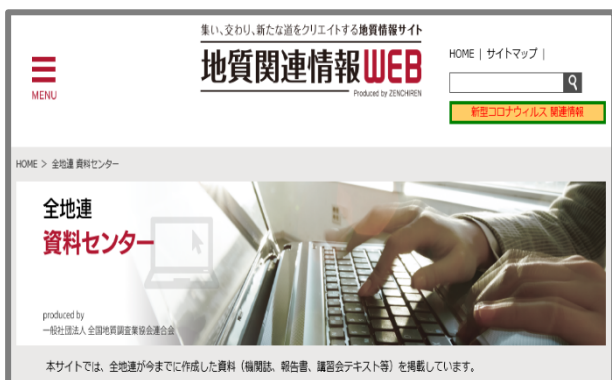 集い、交わり、新たな道をクリエイトする地質情報サイト
地質関連情報WEB
Produced by ZENCHIREN
MENU
HOME | サイトマップ |
新型コロナウィルス 関連情報
HOME > 全地連 資料センター
全地連
資料センター
produced by
一般社団法人 全国地質調査業協会連合会
本サイトでは、全地連が今までに作成した資料（機関誌、報告書、講習会テキスト等）を掲載しています。